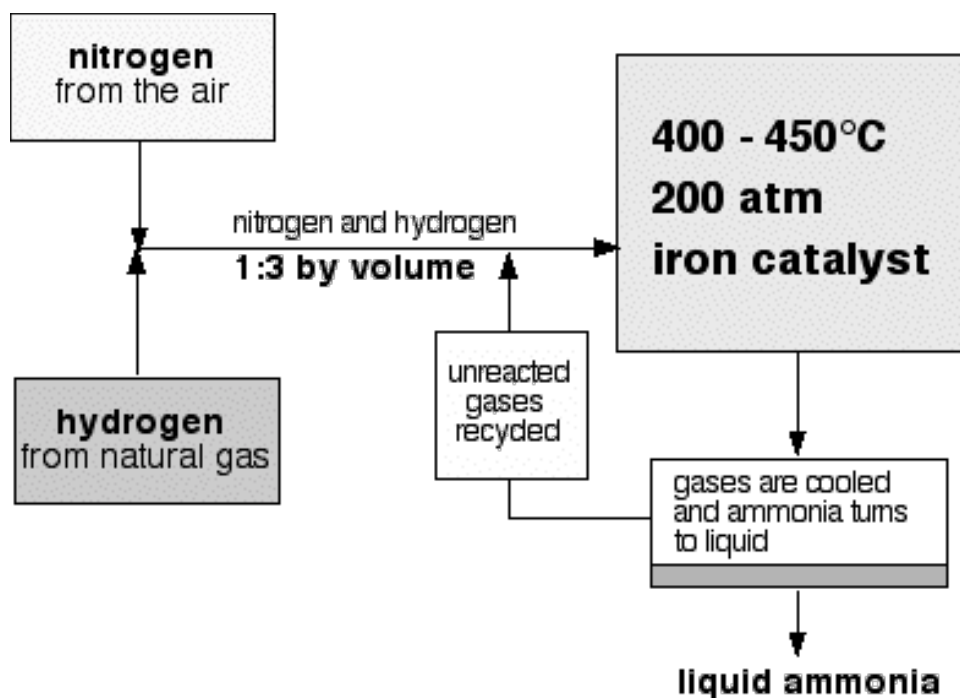 nitrogen
from the air
400 - 450°C
200 atm
iron catalyst
nitrogen and hydrogen
1:3 by volume
unreacted
gases
recyded
hydrogen
from natural gas
gases are cooled
and ammonia turns
to liquid
liquid ammonia